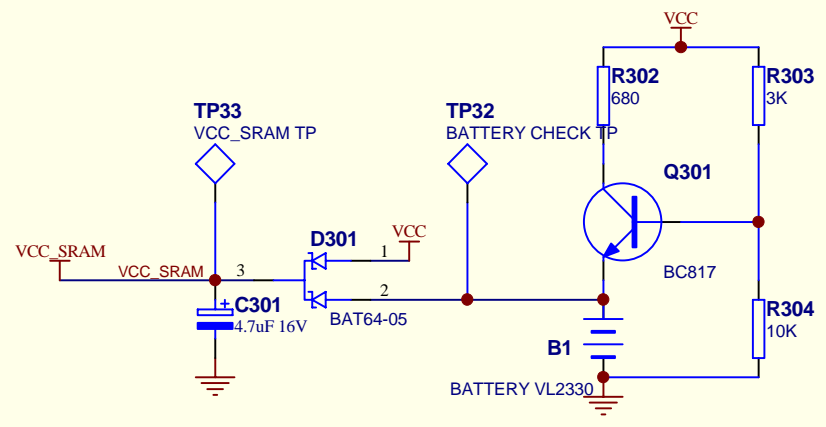 VCC
R302
680
R303
3K
TP33
VCC_SRAM TP
TP32
BATTERY CHECK TP
Q301
BC817
VCC_SRAM
VCC_SRAM
3
D301
1
VCC
2
BAT64-05
+
C301
4.7uF 16V
R304
10K
B1
BATTERY VL2330